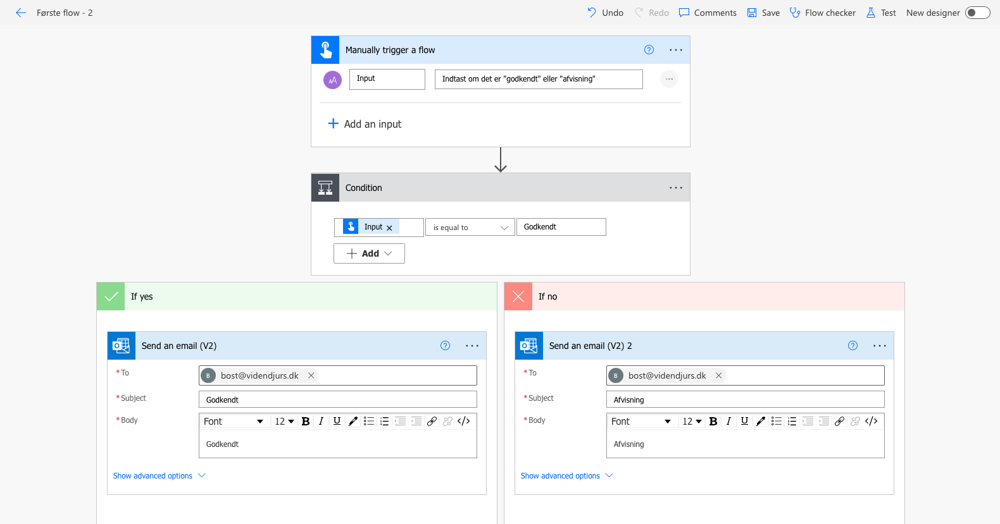 Første flow - 2
Undo
Redo
Comments
Save
Flow checker
Test
New designer
Manually trigger a flow
Input
Indtast om det er "godkendt" eller "afvisning"
Add an input
Condition
Input
is equal to
Godkendt
Add
If yes
Send an email (V2)
*To
B
bost@videndjurs.dk
*Subject
Godkendt
*Body
Font
12
B
I
U
</>
Godkendt
Show advanced options
If no
Send an email (V2) 2
*To
B
bost@videndjurs.dk
*Subject
Afvisning
*Body
Font
12
B
I
U
</>
Afvisning
Show advanced options